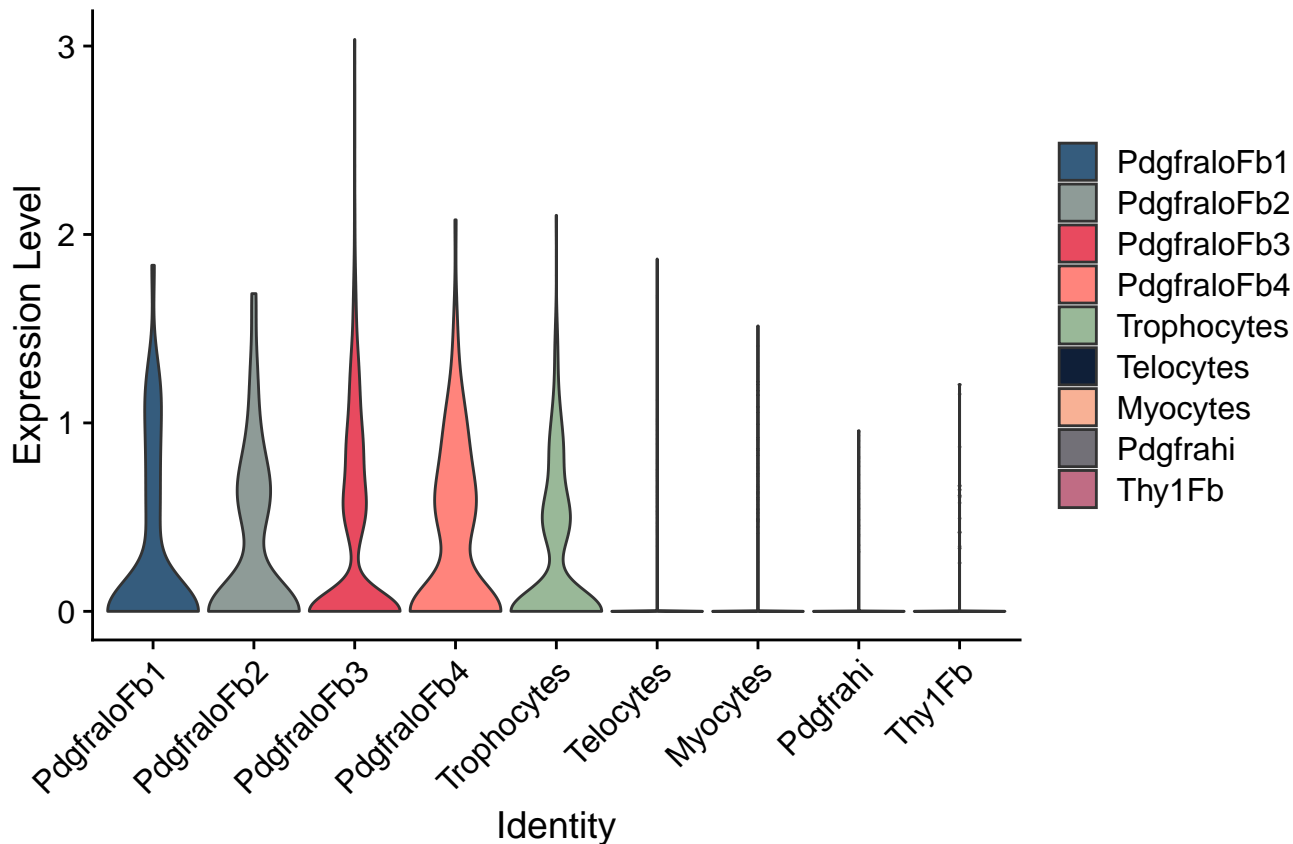 3
2
1
0
Expression Level
PdgfraloFb1
PdgfraloFb2
PdgfraloFb3
PdgfraloFb4
Trophocytes
Telocytes
Myocytes
Pdgfrahi
Thy1Fb
Identity
PdgfraloFb1
PdgfraloFb2
PdgfraloFb3
PdgfraloFb4
Trophocytes
Telocytes
Myocytes
Pdgfrahi
Thy1Fb